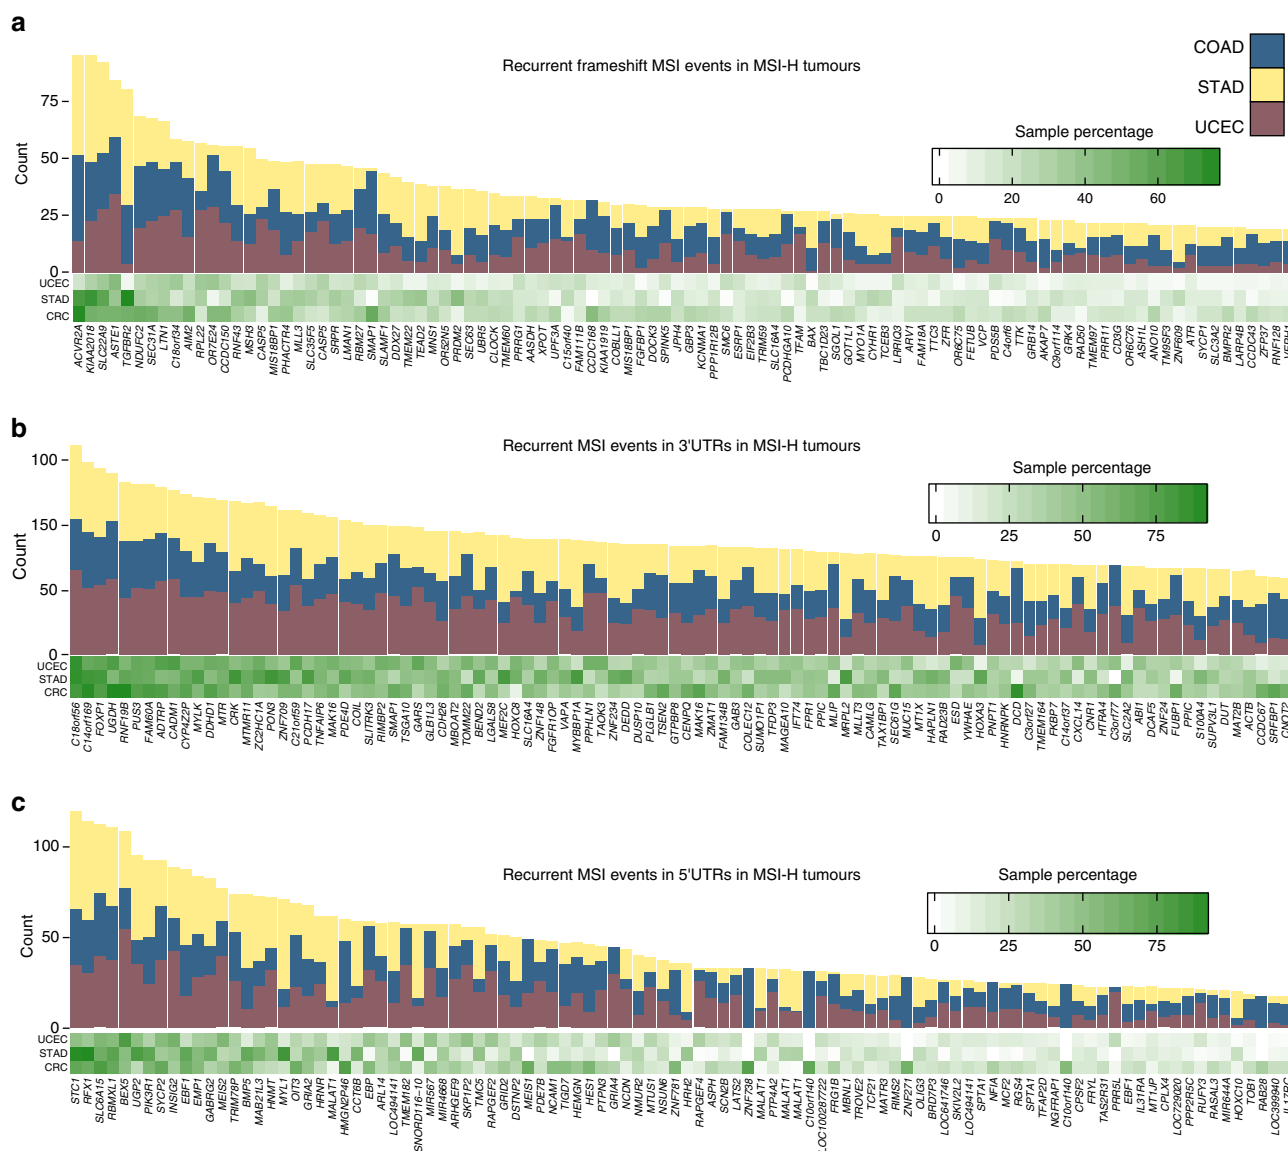 a
Recurrent frameshift MSI events in MSI-H tumours
COAD
STAD
UCEC
Sample percentage
0 20 40 60
Count
75
50
25
0
UCEC
STAD
CRC
ACVR2A KIAA2018 SLC22A9 ASTE1 TGFBR2 NDUFC2 SEC31A LTN1 C18orf34 AIM2 RPL22 OR7E24 CCDC150 RNF43 MSH3 CASP5 MIS18BP1 PHACTR4 MLL3 SLC35F5 CASP5 SRPR LMAN1 RBM27 SMAP1 SLAMF1 DDX27 TMEM22 TEAD2 MNS1 OR52N5 PRDM2 SEC63 UBR5 CLOCK TMEM60 PRRG1 AASDH XPOT UPF3A C15orf40 FAM111B CCDC168 KIAA1919 COBLL1 MIS18BP1 FGFBP1 DOCK3 SPINK5 JPH4 GBP3 KCNMA1 PPP1R12B SMC6 ESRP1 EIF2B3 TRIM59 SLC16A4 PCDHGA10 TFAM BAX TBC1D23 SGOL1 GOT1L1 MYO1A CYHR1 TCEB3 LRRIQ3 ARV1 FAM18A TTC3 ZFR OR6C75 FETUB VCP PDS5B C4orf6 TTK GRB14 AKAP7 C9orf114 GRK4 RAD50 TMEM97 PRR11 CD3G OR6C76 ASH1L ANO10 TM9SF3 ZNF609 ATR SYCP1 SLC3A2 BMPR2 LARP4B CCDC43 ZFP37 RNF128
b
Recurrent MSI events in 3'UTRs in MSI-H tumours
Sample percentage
0 25 50 75
Count
100
150
50
0
UCEC
STAD
CRC
C18orf56 C14orf169 FOXP1 UGDH RNF19B PUS3 FAM60A ADTRP CADM1 CYP4Z2P MYLK DDHD1 MTR CRK MTMR11 ZC2HC1A PON3 ZNF709 C21orf59 PCDH17 TNFAIP6 MAK16 PDE4D COIL SLITRK3 RIMBP2 SMAP1 TSGA10 GARS GLB1L3 CDH26 MBOAT2 TOMM22 BEND2 LGALS8 MEF2C HOXC8 SLC16A4 ZNF148 FGFR1OP VAPA MYBBP1A PPHLN1 TAOK3 ZNF234 DEDD DUSP10 PLGLB1 TSEN2 GTPBP8 CENPQ MAK16 ZMAT1 FAM134B GAB3 COLEC12 SUMO1P1 TFDP3 MAGEA1 IFT74 FPR1 PPIC MLIP MRPL2 MLLT3 CAMLG TAX1BP1 SEC61G MUC15 MT1X HAPLN1 RAD23B ESD YWHAE HOXA3 PNPT1 HNRNPK DCD C3orf27 TMEM164 FKBP7 C14orf37 CXCL14 CNR1 HTRA4 C3orf77 SLC2A2 ABI1 DCAF5 ZNF24 FUBP1 PPIC S100A4 SUPV3L1 DUT MAT2B ACTB CCDC67 SRFBP1 CNOT2
c
Recurrent MSI events in 5'UTRs in MSI-H tumours
Sample percentage
0 25 50 75
Count
100
50
0
UCEC
STAD
CRC
STC1 RFX1 SLC6A15 RBMXL1 BEX5 UGP2 PIK3R1 SYCP2 INSIG2 EBF1 EMP1 GABRG2 MEIS2 TRIM78P BMP5 MAB21L3 HNMT MYL1 OIT3 GRIA2 HRNR MALAT1 HMGN2P46 CCT6B EBP ARL14 LOC494141 TMEM182 SNORD116-10 MIR567 MIR4668 ARHGEF9 SKP1P2 TMC5 RAPGEF2 GRID2 DSTNP2 MEIS1 PDE7B NCAM1 TIGD7 HEMGN HES1 PTPN3 GRIA4 NCDN NMUR2 MTUS1 NSUN6 ZNF781 HRH2 RAPGEF4 ASPH SCN2B LATS2 ZNF738 MALAT1 PTP4A2 MALAT1 MALAT1 C10orf140 LOC100287722 FRG1B MBNL1 TROVE2 TCF21 MATR3 RIMS2 ZNF271 OLIG3 BRD7P3 LOC641746 SKIV2L2 LOC494141 SPTA1 NFIA MCP2 RGS4 SPTA1 TFAP2D NGFRAP1 C10orf140 CPSF2 FRYL TAS2R31 PRR5L EBF1 IL31RA MT1JP CPLX4 LOC729020 PPP2R5C RUFY3 RASAL3 MIR644A HOXC10 TOB1 RAB28 LOC399940